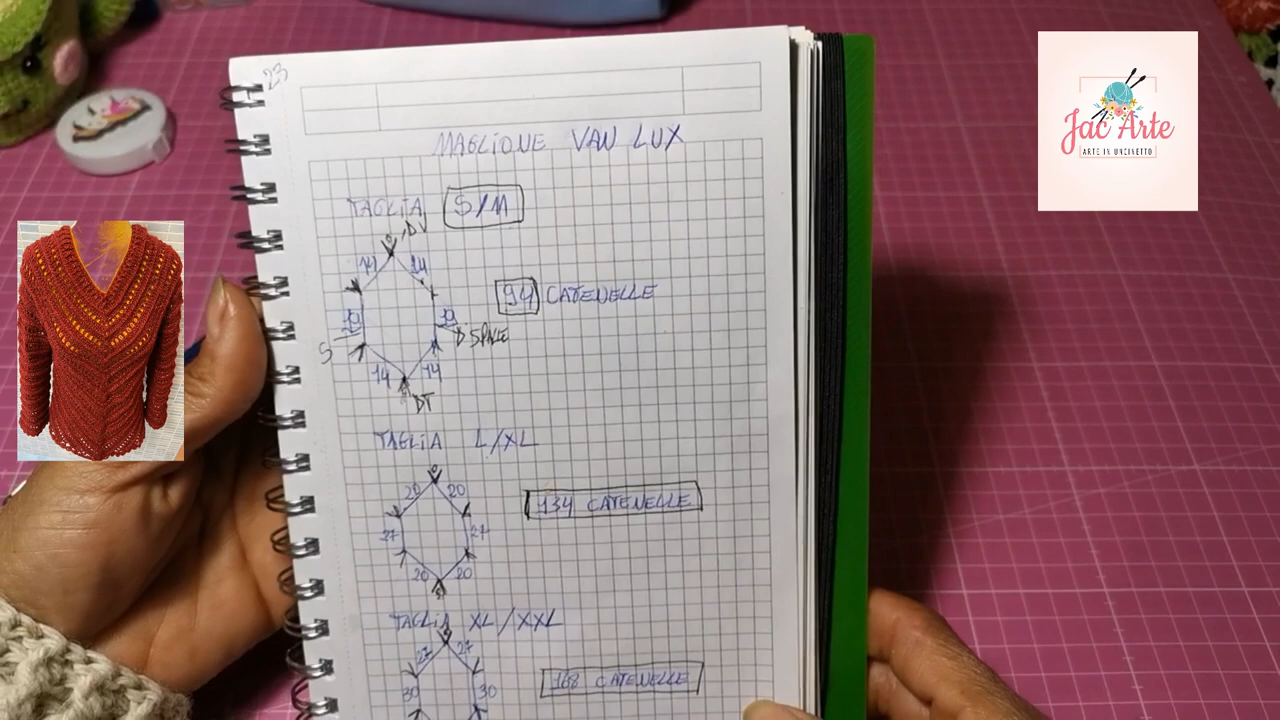 23
MAGLIONE VAN LUX
TAGLIA S/M
DV
14 14
94 CATENELLE
19 19
S D SPALLE
14 14
DT
TAGLIA L/XL
20 20
134 CATENELLE
27 27
20 20
TAGLIA XL/XXL
27 27
168 CATENELLE
30 30
Jac Arte
ARTE IN UNCINETTO